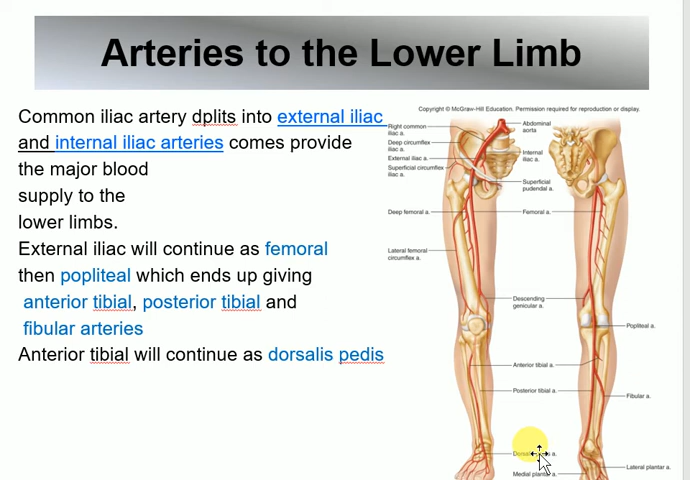 Arteries to the Lower Limb
Common iliac artery dplits into external iliac
and internal iliac arteries comes provide
the major blood
supply to the
lower limbs.
External iliac will continue as femoral
then popliteal which ends up giving
anterior tibial, posterior tibial and
fibular arteries
Anterior tibial will continue as dorsalis pedis
Copyright © McGraw-Hill Education. Permission required for reproduction or display.
Right common
iliac a.
Deep circumflex
iliac a.
External iliac a.
Superficial circumflex
iliac a.
Deep femoral a.
Lateral femoral
circumflex a.
Abdominal
aorta
Internal
iliac a.
Superficial
pudendal a.
Femoral a.
Descending
genicular a.
Popliteal a.
Anterior tibial a.
Posterior tibial a.
Fibular a.
a.
Medial plantar a.
Lateral plantar a.